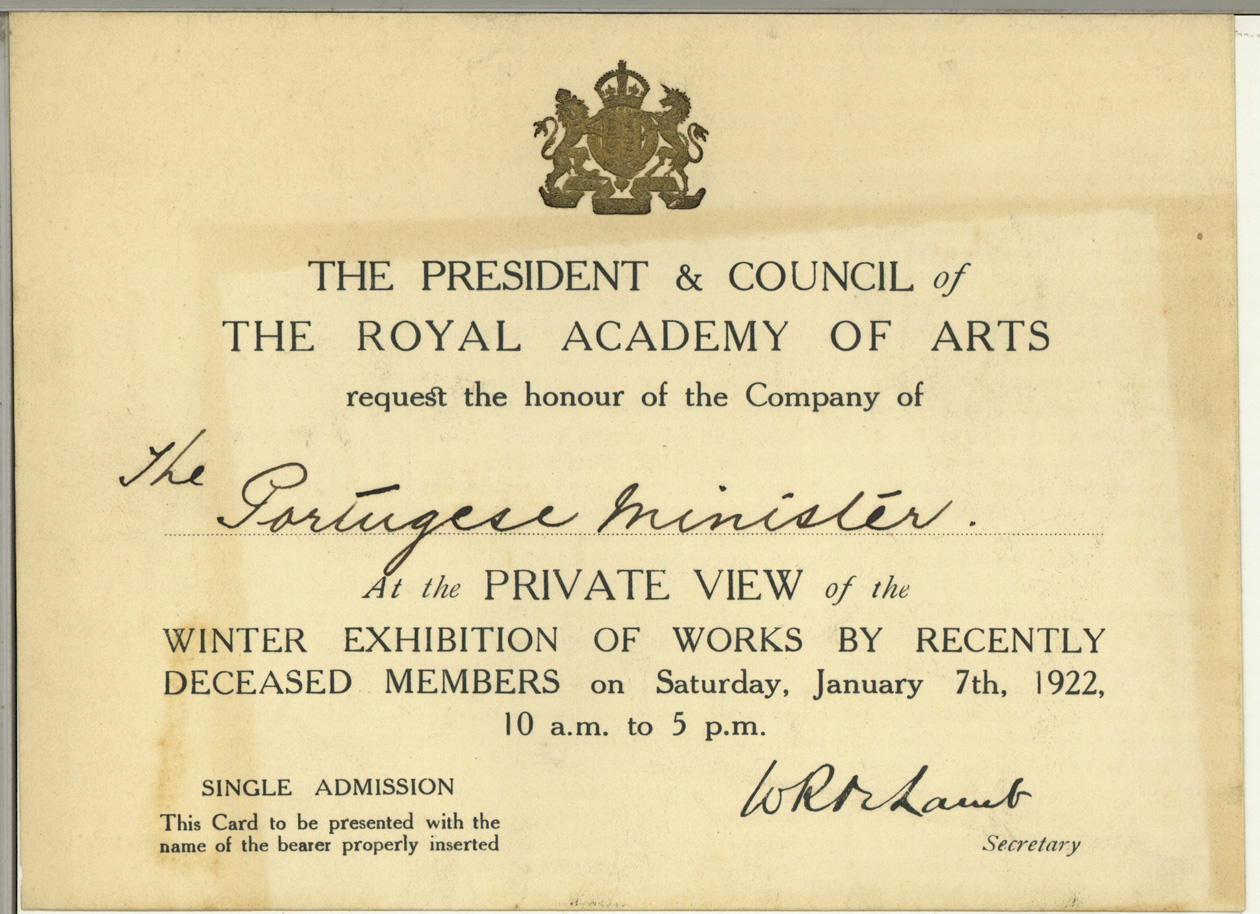 THE PRESIDENT & COUNCIL of
THE ROYAL ACADEMY OF ARTS
request the honour of the Company of
The Portugese Minister.
At the PRIVATE VIEW of the
WINTER EXHIBITION OF WORKS BY RECENTLY
DECEASED MEMBERS on Saturday, January 7th, 1922,
10 a.m. to 5 p.m.
SINGLE ADMISSION
This Card to be presented with the
name of the bearer properly inserted
WRM Lamb
Secretary